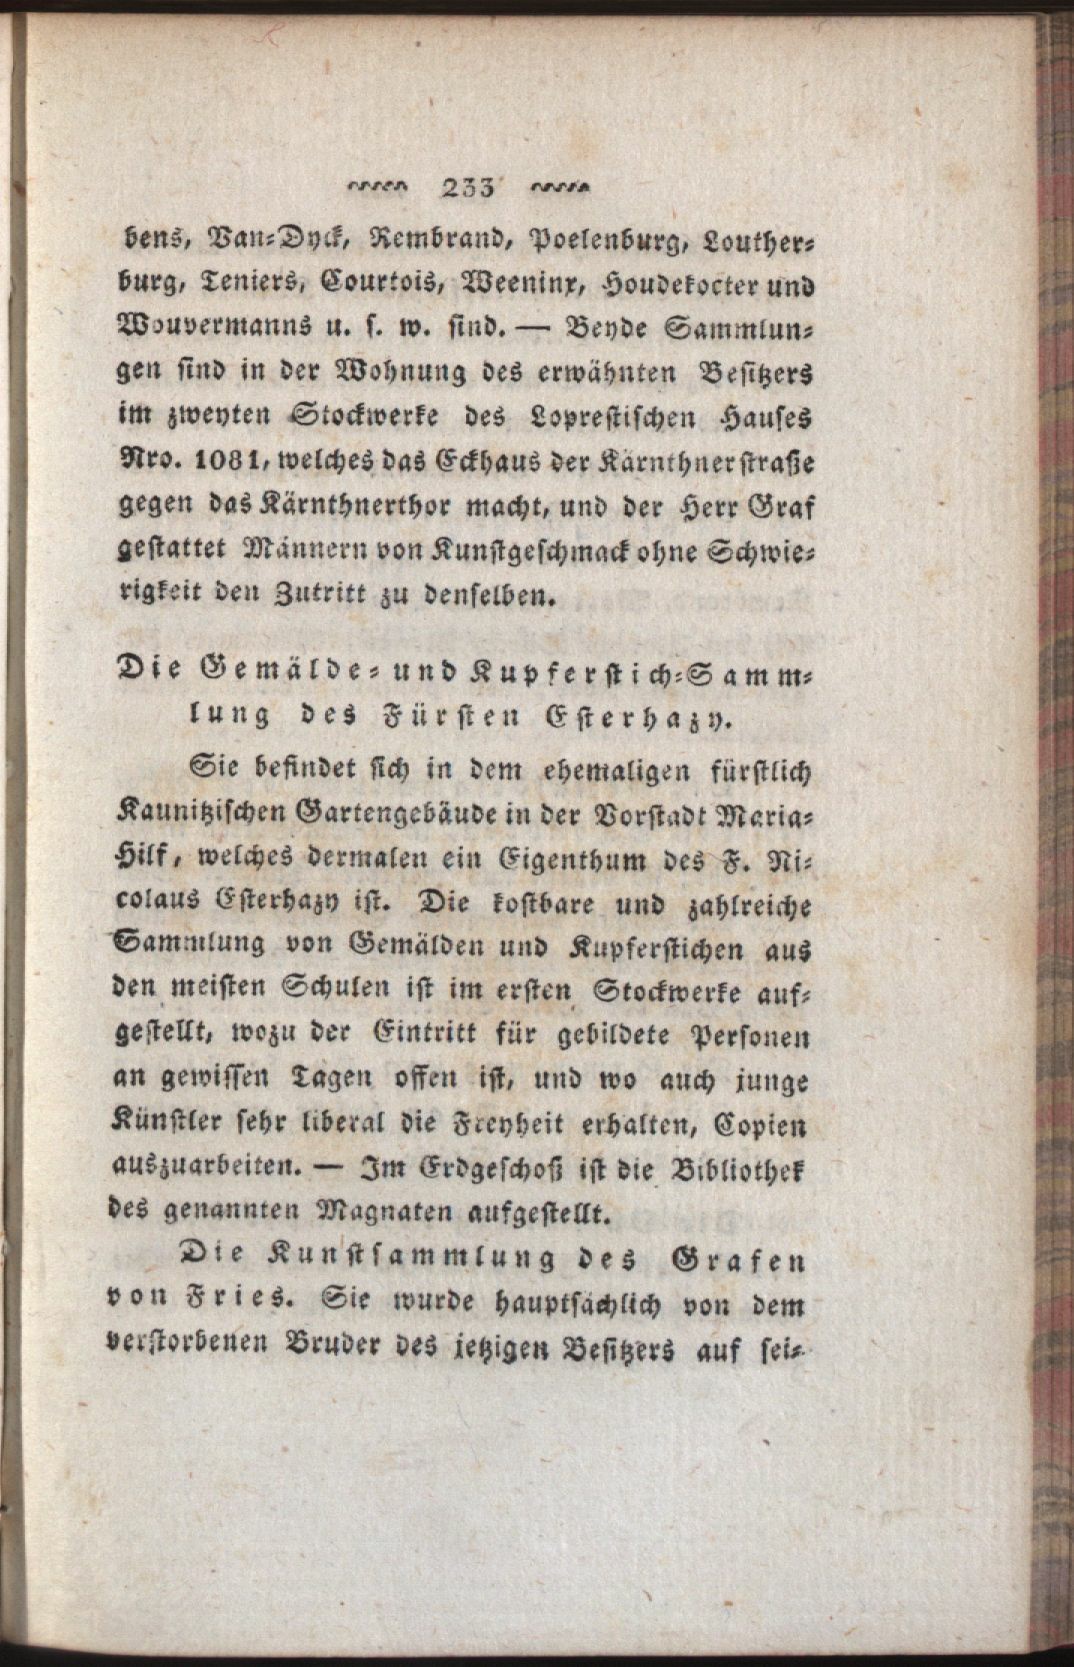 233
bens, Van-Dyck, Rembrand, Poelenburg, Louther-
burg, Teniers, Courtois, Weeninx, Houdekocter und
Wouvermanns u. s. w. sind. — Beyde Sammlun-
gen sind in der Wohnung des erwähnten Besitzers
im zweyten Stockwerke des Loprestischen Hauses
Nro. 1081, welches das Eckhaus der Kärnthnerstraße
gegen das Kärnthnerthor macht, und der Herr Graf
gestattet Männern von Kunstgeschmack ohne Schwie-
rigkeit den Zutritt zu denselben.
Die Gemälde- und Kupferstich-Samm-
lung des Fürsten Esterhazy.
Sie befindet sich in dem ehemaligen fürstlich
Kaunitzischen Gartengebäude in der Vorstadt Maria-
Hilf, welches dermalen ein Eigenthum des F. Ni-
colaus Esterhazy ist. Die kostbare und zahlreiche
Sammlung von Gemälden und Kupferstichen aus
den meisten Schulen ist im ersten Stockwerke auf-
gestellt, wozu der Eintritt für gebildete Personen
an gewissen Tagen offen ist, und wo auch junge
Künstler sehr liberal die Freyheit erhalten, Copien
auszuarbeiten. — Im Erdgeschoß ist die Bibliothek
des genannten Magnaten aufgestellt.
Die Kunstsammlung des Grafen
von Fries. Sie wurde hauptsächlich von dem
verstorbenen Bruder des jetzigen Besitzers auf sei-